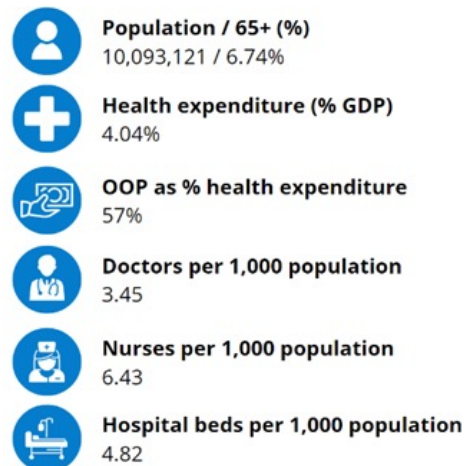 Population / 65+ (%)
10,093,121 / 6.74%
Health expenditure (% GDP)
4.04%
OOP as % health expenditure
57%
Doctors per 1,000 population
3.45
Nurses per 1,000 population
6.43
Hospital beds per 1,000 population
4.82